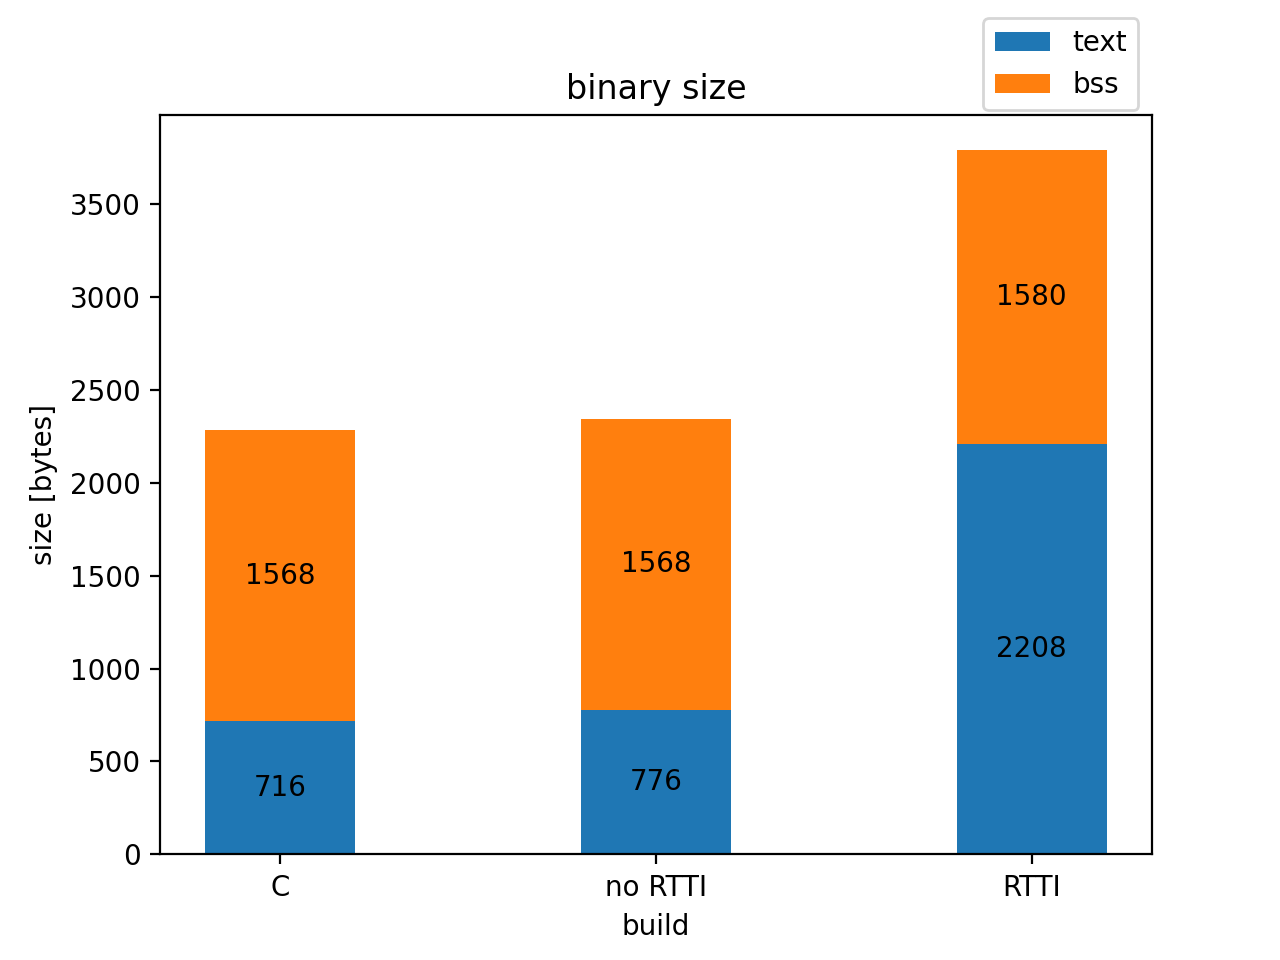 text
bss
binary size
3500
3000
2500
2000
1500
1000
500
0
size [bytes]
1580
1568
1568
2208
716
776
C
no RTTI
RTTI
build